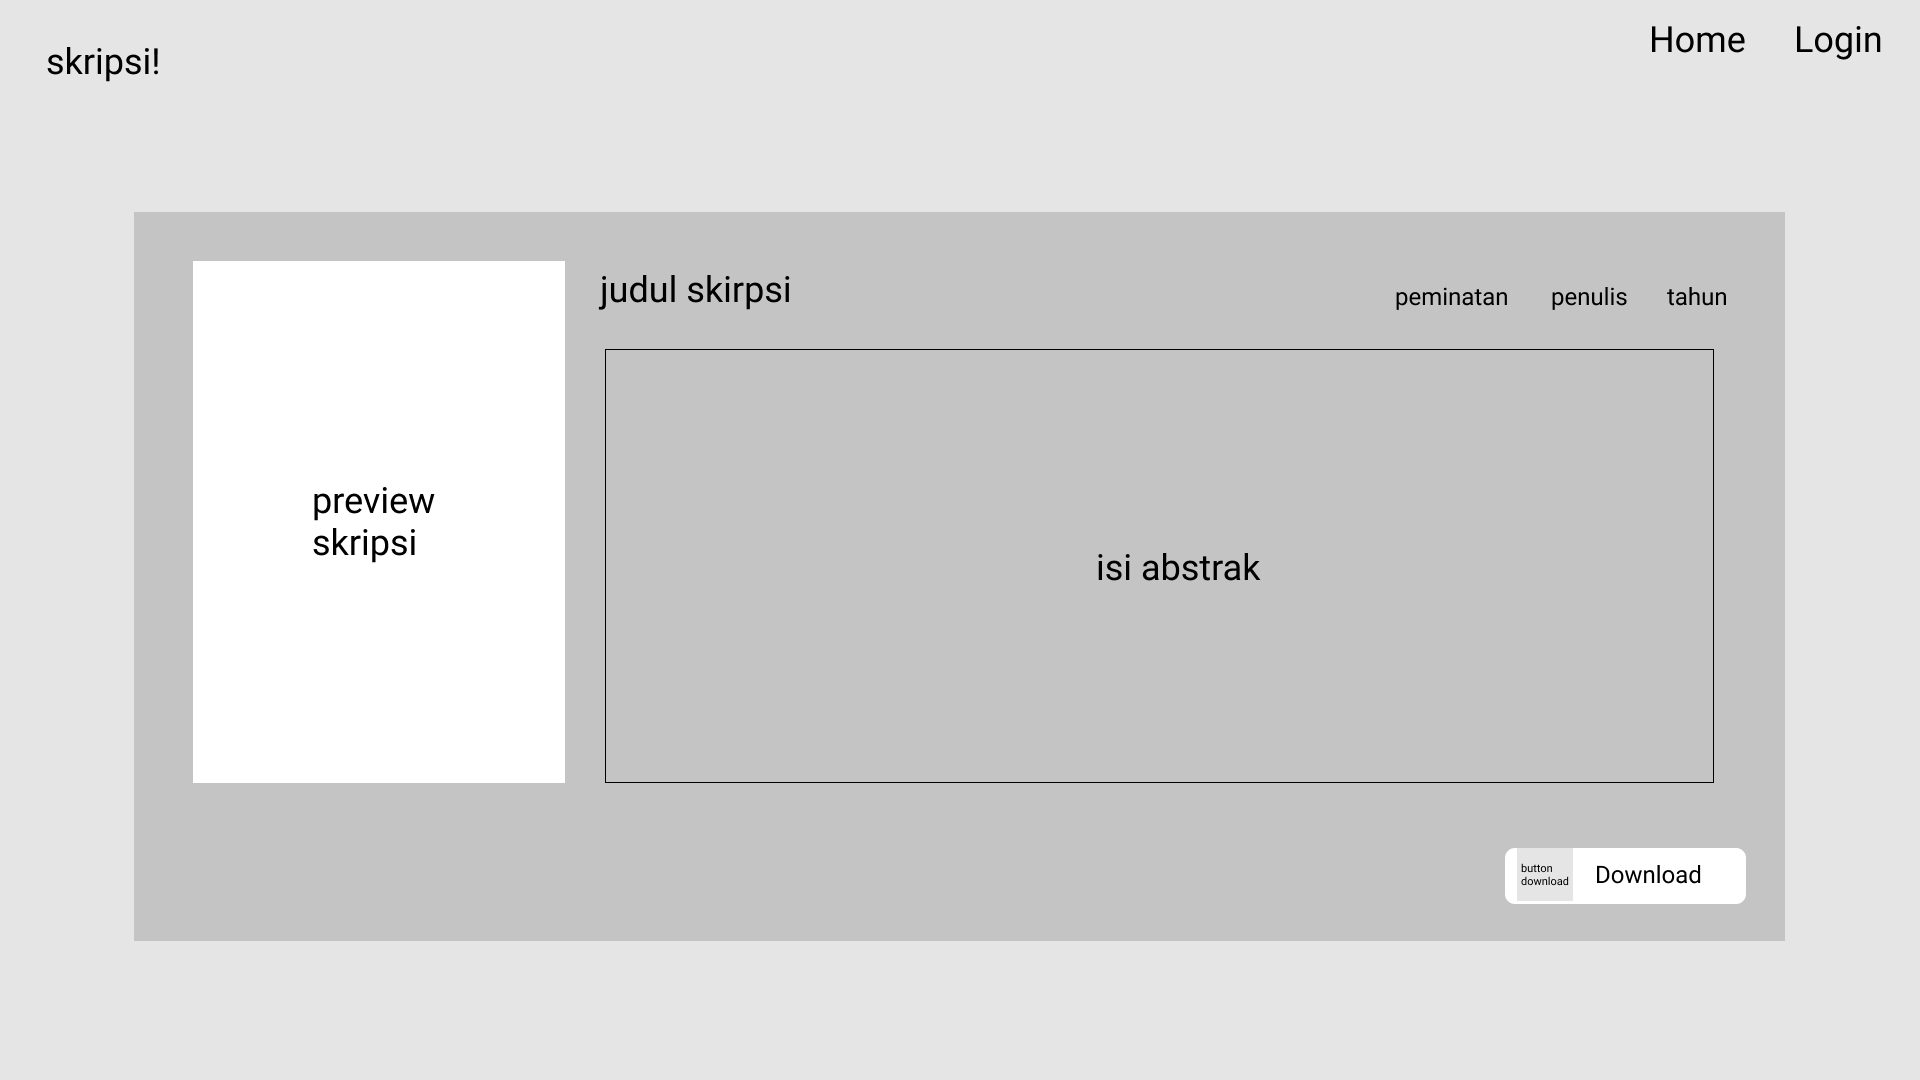 skripsi!
Home
Login
judul skirpsi
peminatan
penulis
tahun
preview
skripsi
isi abstrak
button
download
Download